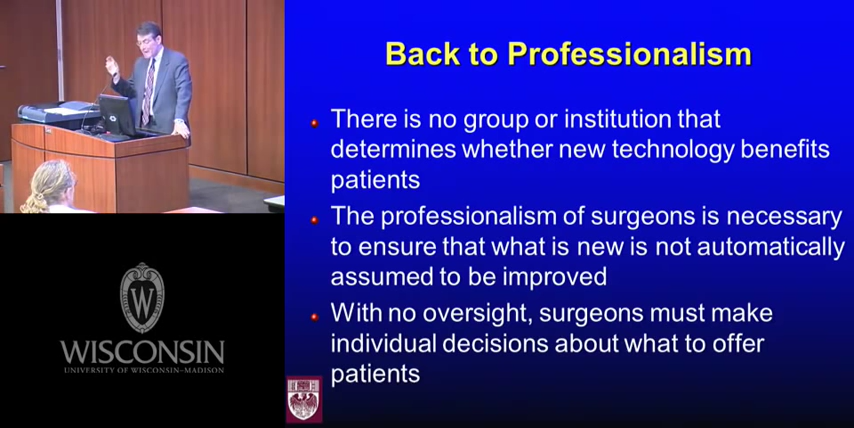 Back to Professionalism
There is no group or institution that
determines whether new technology benefits
patients
The professionalism of surgeons is necessary
to ensure that what is new is not automatically
assumed to be improved
With no oversight, surgeons must make
individual decisions about what to offer
patients
W
WISCONSIN
UNIVERSITY OF WISCONSIN–MADISON